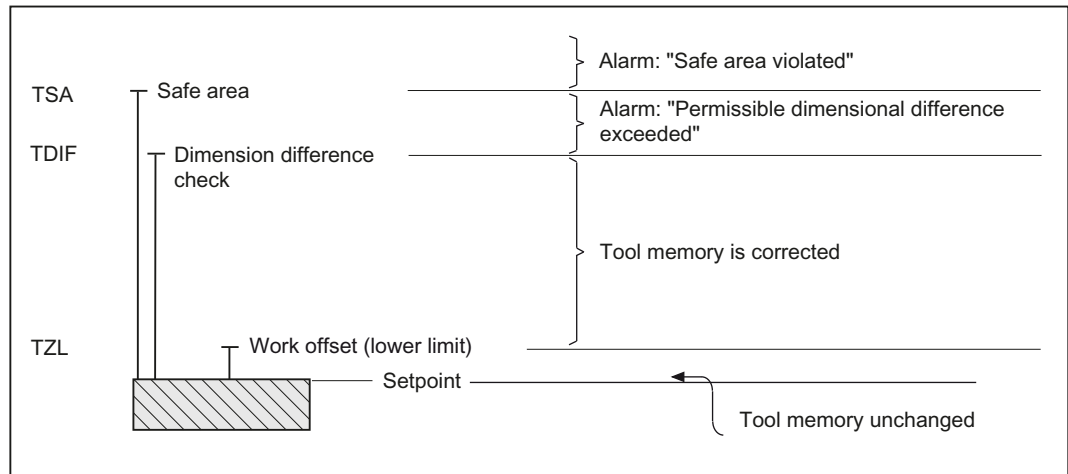 Alarm: "Safe area violated"
TSA
Safe area
Alarm: "Permissible dimensional difference
exceeded"
TDIF
Dimension difference
check
Tool memory is corrected
TZL
Work offset (lower limit)
Setpoint
Tool memory unchanged